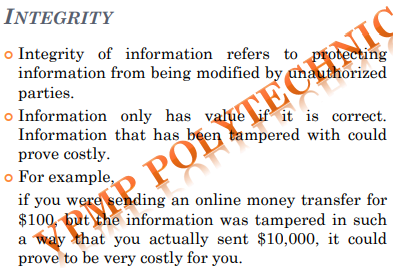 INTEGRITY
Integrity of information refers to protecting
information from being modified by unauthorized
parties.
Information only has value if it is correct.
Information that has been tampered with could
prove costly.
For example,
if you were sending an online money transfer for
$100, but the information was tampered in such
a way that you actually sent $10,000, it could
prove to be very costly for you.
VPMP POLYTECHNIC